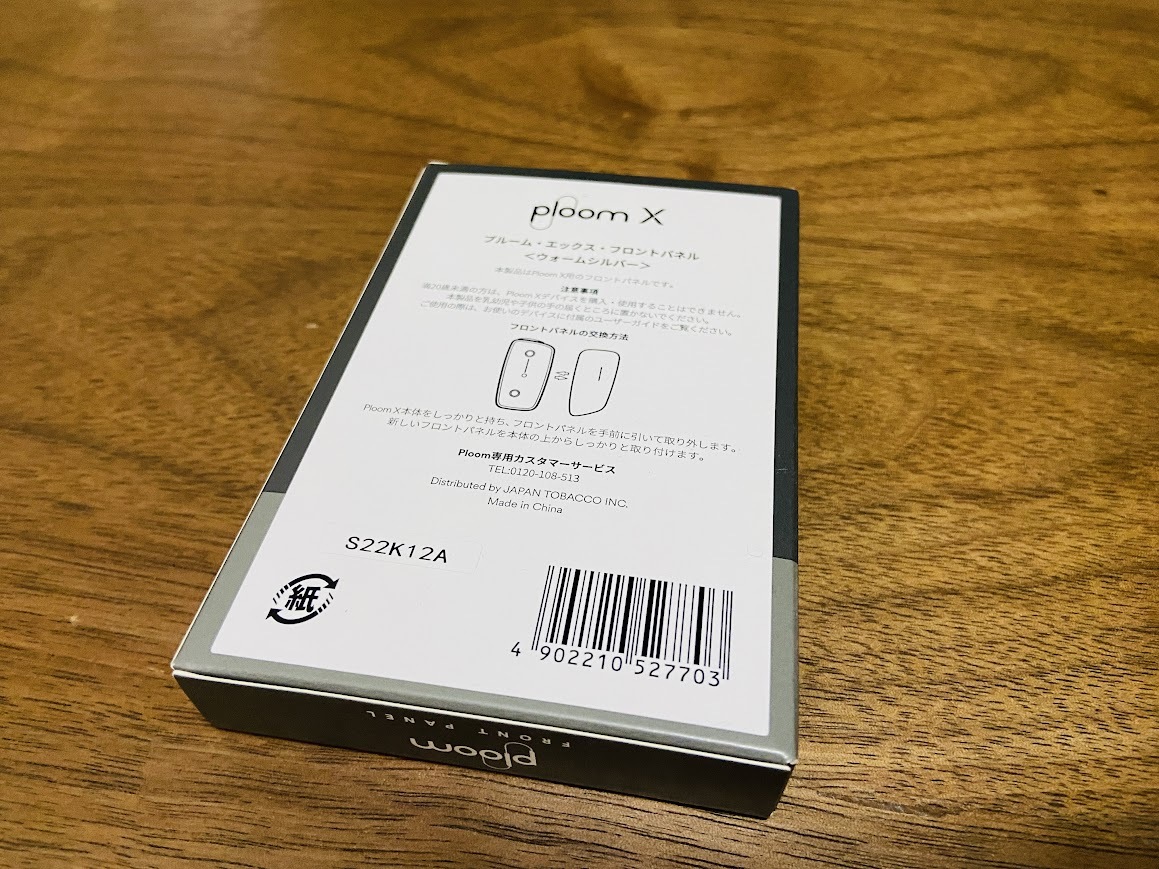 ploom X
プルーム・エックス・フロントパネル
＜ウォームシルバー＞
本製品はPloom X用のフロントパネルです。
注意事項
満20歳未満の方は、Ploom Xデバイスを購入・使用することはできません。
本製品を乳幼児や子供の手の届くところに置かないでください。
ご使用の際は、お使いのデバイスに付属のユーザーガイドをご覧ください。
フロントパネルの交換方法
Ploom X本体をしっかりと持ち、フロントパネルを手前に引いて取り外します。
新しいフロントパネルを本体の上からしっかりと取り付けます。
Ploom専用カスタマーサービス
TEL:0120-108-513
Distributed by JAPAN TOBACCO INC.
Made in China
S22K12A
紙
4 902210 527703
ploom
FRONT PANEL